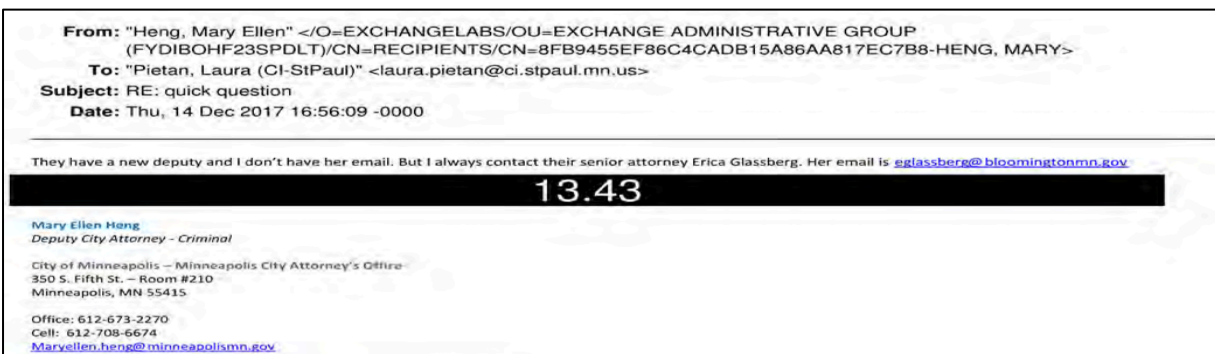 From: "Heng, Mary Ellen" </O=EXCHANGELABS/OU=EXCHANGE ADMINISTRATIVE GROUP
(FYDIBOHF23SPDLT)/CN=RECIPIENTS/CN=8FB9455EF86C4CADB15A86AA817EC7B8-HENG, MARY>
To: "Pietan, Laura (CI-StPaul)" <laura.pietan@ci.stpaul.mn.us>
Subject: RE: quick question
Date: Thu, 14 Dec 2017 16:56:09 -0000
They have a new deputy and I don't have her email. But I always contact their senior attorney Erica Glassberg. Her email is eglassberg@bloomingtonmn.gov
13.43
Mary Ellen Heng
Deputy City Attorney - Criminal
City of Minneapolis – Minneapolis City Attorney's Office
350 S. Fifth St. – Room #210
Minneapolis, MN 55415
Office: 612-673-2270
Cell: 612-708-6674
Maryellen.heng@minneapolismn.gov